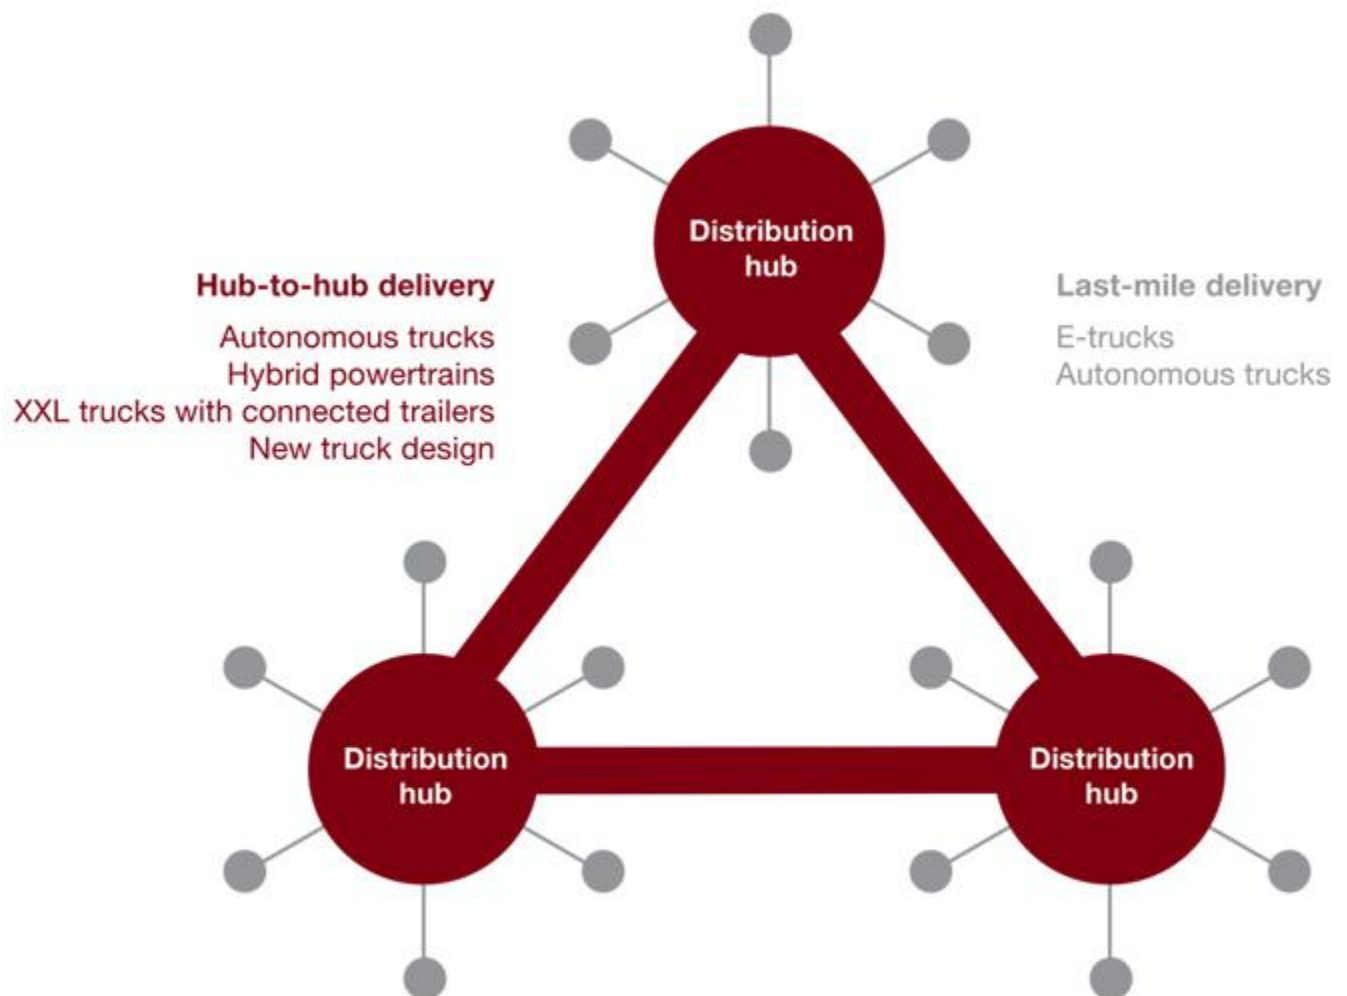 Distribution
hub
Hub-to-hub delivery
Autonomous trucks
Hybrid powertrains
XXL trucks with connected trailers
New truck design
Last-mile delivery
E-trucks
Autonomous trucks
Distribution
hub
Distribution
hub